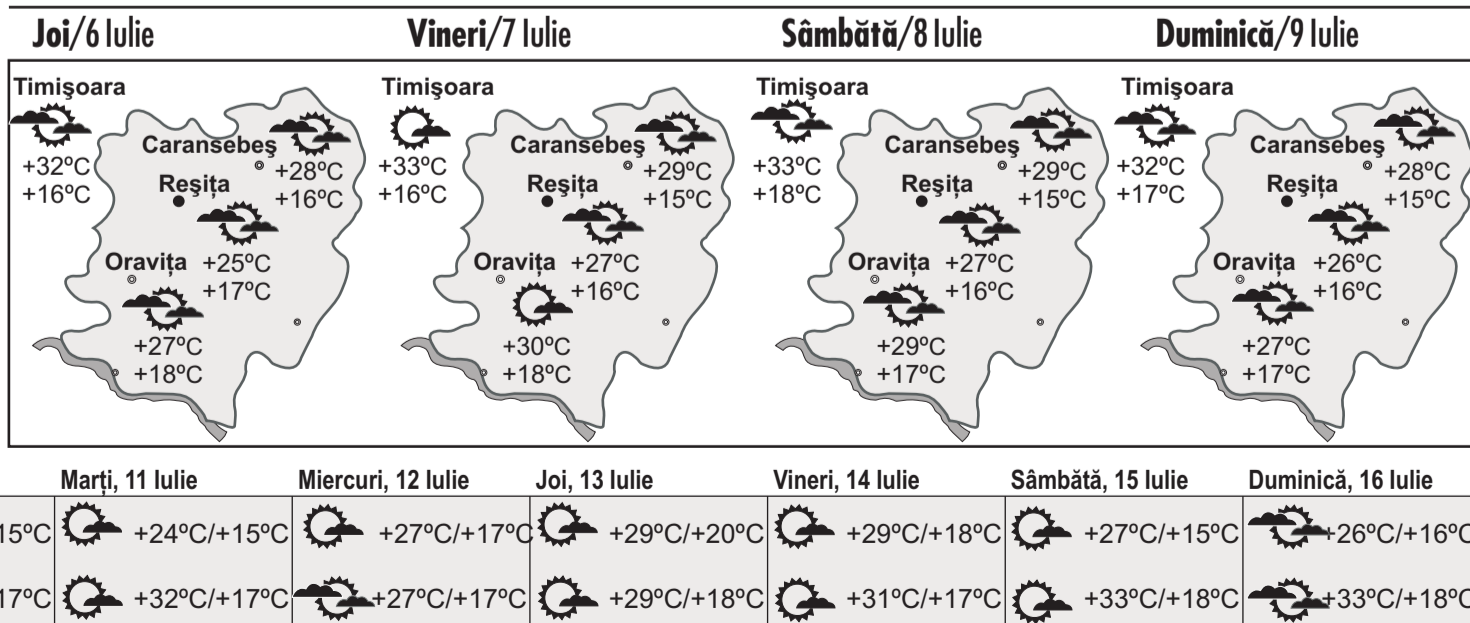 Joi/6 Iulie Vineri/7 Iulie Sâmbătă/8 Iulie Duminică/9 Iulie
Timişoara
+32ºC
+16ºC
Caransebeş
+28ºC
+16ºC
Reşiţa
+25ºC
+17ºC
Oraviţa
+27ºC
+18ºC
Timişoara
+33ºC
+16ºC
Caransebeş
+29ºC
+15ºC
Reşiţa
+27ºC
+16ºC
Oraviţa
+30ºC
+18ºC
Timişoara
+33ºC
+18ºC
Caransebeş
+29ºC
+15ºC
Reşiţa
+27ºC
+16ºC
Oraviţa
+29ºC
+17ºC
Timişoara
+32ºC
+17ºC
Caransebeş
+28ºC
+15ºC
Reşiţa
+26ºC
+16ºC
Oraviţa
+27ºC
+17ºC
Marţi, 11 Iulie Miercuri, 12 Iulie Joi, 13 Iulie Vineri, 14 Iulie Sâmbătă, 15 Iulie Duminică, 16 Iulie
15ºC +24ºC/+15ºC +27ºC/+17ºC +29ºC/+20ºC +29ºC/+18ºC +27ºC/+15ºC +26ºC/+16ºC
17ºC +32ºC/+17ºC +27ºC/+17ºC +29ºC/+18ºC +31ºC/+17ºC +33ºC/+18ºC +33ºC/+18ºC